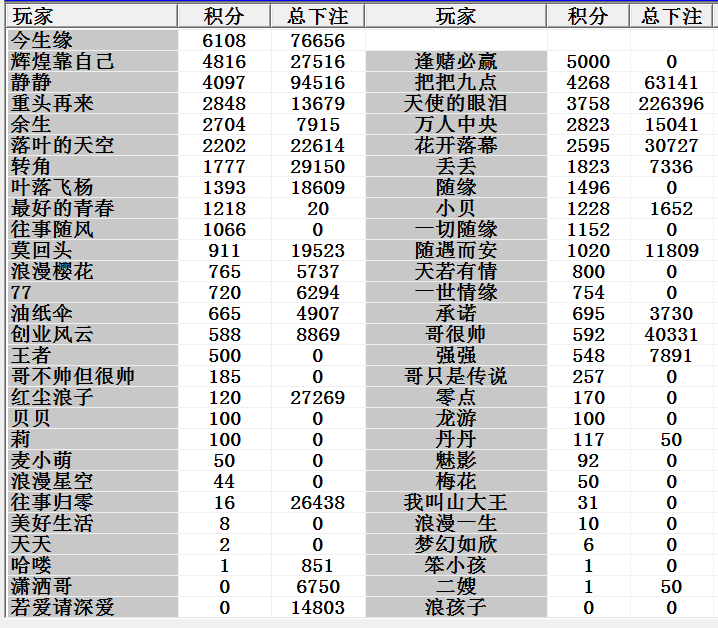 玩家 积分 总下注 玩家 积分 总下注
今生缘 6108 76656
辉煌靠自己 4816 27516 逢赌必赢 5000 0
静静 4097 94516 把把九点 4268 63141
重头再来 2848 13679 天使的眼泪 3758 226396
余生 2704 7915 万人中央 2823 15041
落叶的天空 2202 22614 花开落幕 2595 30727
转角 1777 29150 丢丢 1823 7336
叶落飞杨 1393 18609 随缘 1496 0
最好的青春 1218 20 小贝 1228 1652
往事随风 1066 0 一切随缘 1152 0
莫回头 911 19523 随遇而安 1020 11809
浪漫樱花 765 5737 天若有情 800 0
77 720 6294 一世情缘 754 0
油纸伞 665 4907 承诺 695 3730
创业风云 588 8869 哥很帅 592 40331
王者 500 0 强强 548 7891
哥不帅但很帅 185 0 哥只是传说 257 0
红尘浪子 120 27269 零点 170 0
贝贝 100 0 龙游 100 0
莉 100 0 丹丹 117 50
麦小萌 50 0 魅影 92 0
浪漫星空 44 0 梅花 50 0
往事归零 16 26438 我叫山大王 31 0
美好生活 8 0 浪漫一生 10 0
天天 2 0 梦幻如欣 6 0
哈喽 1 851 笨小孩 1 0
潇洒哥 0 6750 二嫂 1 50
若爱请深爱 0 14803 浪孩子 0 0